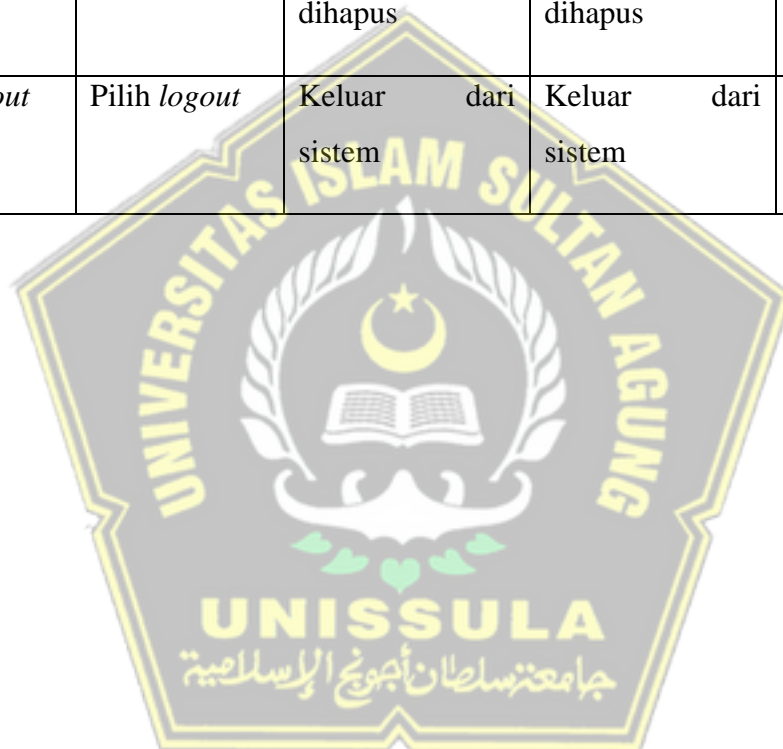 dihapus dihapus
out Pilih logout Keluar dari Keluar dari
sistem sistem
UNIVERSITAS ISLAM SULTAN AGUNG
UNISSULA
جامعة سلطان أجونج الإسلامية